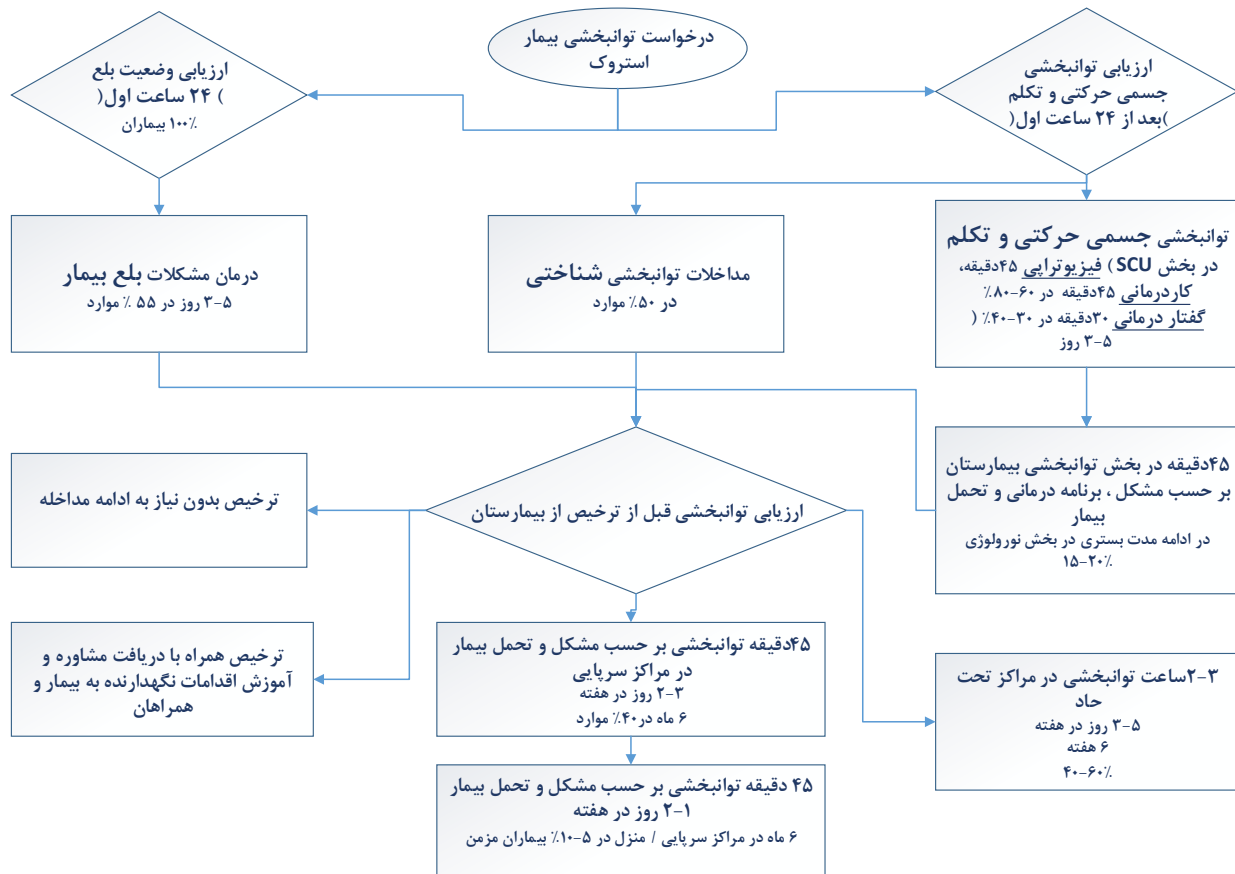 درخواست توانبخشی بیمار
استروک
ارزیابی توانبخشی
جسمی حرکتی و تکلم
)بعد از ۲۴ ساعت اول(
ارزیابی وضعیت بلع
) ۲۴ ساعت اول(
۱۰۰٪ بیماران
توانبخشی جسمی حرکتی و تکلم
در بخش SCU ) فیزیوتراپی ۴۵دقیقه،
کاردرمانی ۴۵دقیقه در ۶۰-۸۰٪
گفتار درمانی ۳۰دقیقه در ۳۰-۴۰٪ (
۳-۵ روز
مداخلات توانبخشی شناختی
در ۵۰٪ موارد
درمان مشکلات بلع بیمار
۳-۵ روز در ۵۵ ٪ موارد
۴۵دقیقه در بخش توانبخشی بیمارستان
بر حسب مشکل ، برنامه درمانی و تحمل
بیمار
در ادامه مدت بستری در بخش نورولوژی
۱۵-۲۰٪
ارزیابی توانبخشی قبل از ترخیص از بیمارستان
ترخیص بدون نیاز به ادامه مداخله
ترخیص همراه با دریافت مشاوره و
آموزش اقدامات نگهدارنده به بیمار و
همراهان
۴۵دقیقه توانبخشی بر حسب مشکل و تحمل بیمار
در مراکز سرپایی
۲-۳ روز در هفته
۶ ماه در۴۰٪ موارد
۲-۳ساعت توانبخشی در مراکز تحت
حاد
۳-۵ روز در هفته
۶ هفته
۴۰-۶۰٪
۴۵ دقیقه توانبخشی بر حسب مشکل و تحمل بیمار
۲-۱ روز در هفته
۶ ماه در مراکز سرپایی / منزل در ۵-۱۰٪ بیماران مزمن